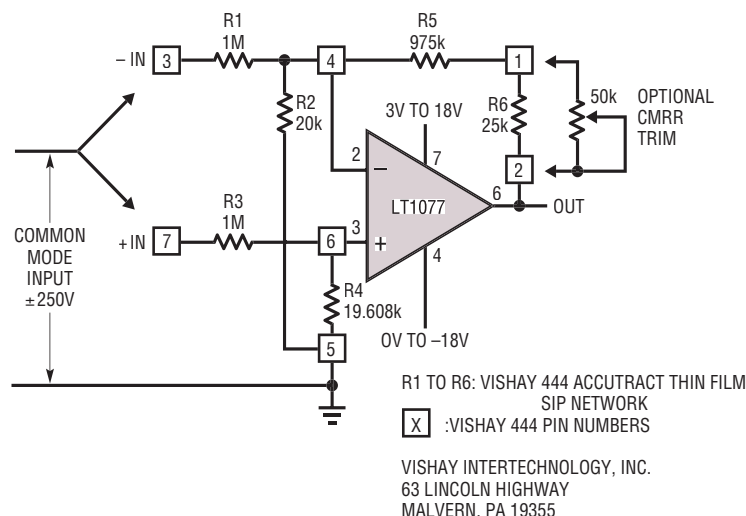 R1
1M
R5
975k
– IN
3
4
1
R2
20k
R6
25k
50k
OPTIONAL
CMRR
TRIM
3V TO 18V
2
7
2
–
LT1077
6
OUT
R3
1M
+IN
7
6
3
+
4
COMMON
MODE
INPUT
±250V
R4
19.608k
5
0V TO –18V
R1 TO R6: VISHAY 444 ACCUTRACT THIN FILM
SIP NETWORK
X :VISHAY 444 PIN NUMBERS
VISHAY INTERTECHNOLOGY, INC.
63 LINCOLN HIGHWAY
MALVERN, PA 19355